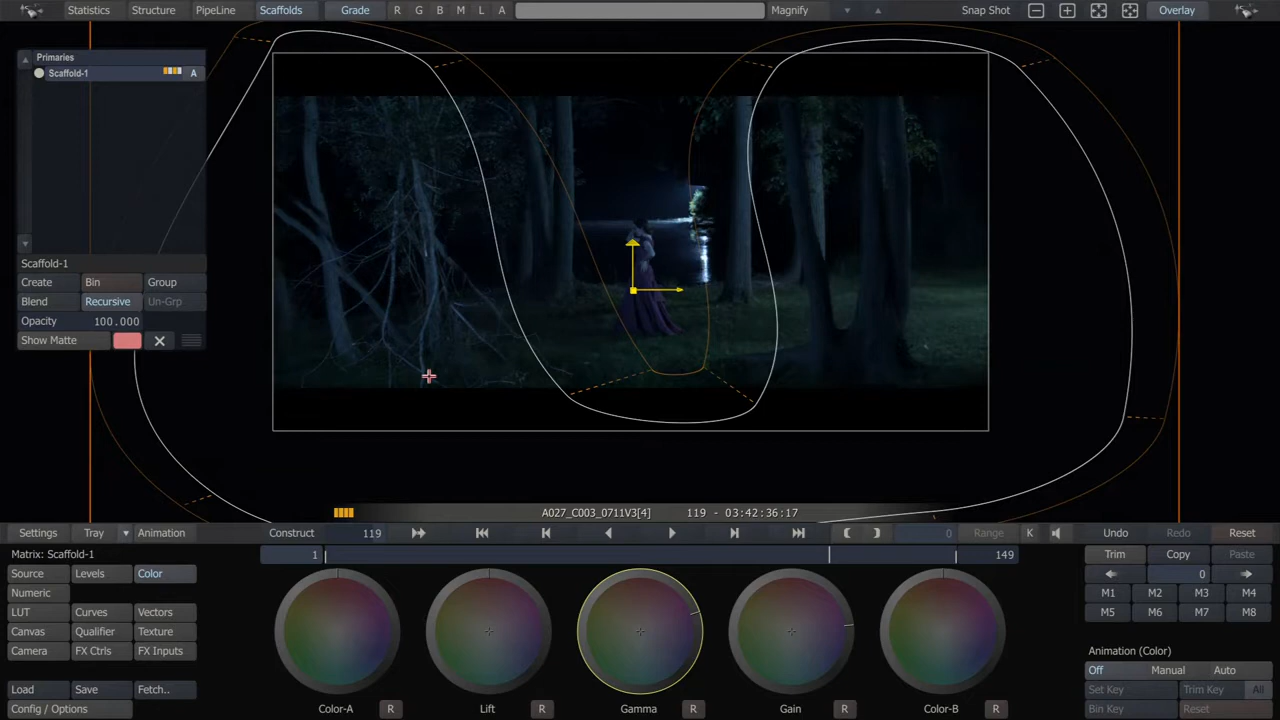 Statistics Structure PipeLine Scaffolds Grade R G B M L A Magnify Snap Shot Overlay
Primaries
Scaffold-1 A
Scaffold-1
Create Bin Group
Blend Recursive Un-Grp
Opacity 100.000
Show Matte
A027_C003_0711V3[4] 119 - 03:42:36:17
Settings Tray Animation Construct 119 0 Range K Undo Redo Reset
Matrix: Scaffold-1 1 149 Trim Copy Paste
Source Levels Color 0
Numeric M1 M2 M3 M4
LUT Curves Vectors M5 M6 M7 M8
Canvas Qualifier Texture
Camera FX Ctrls FX Inputs Animation (Color)
Off Manual Auto
Load Save Fetch.. Set Key Trim Key All
Config / Options Color-A R Lift R Gamma R Gain R Color-B R Bin Key Reset